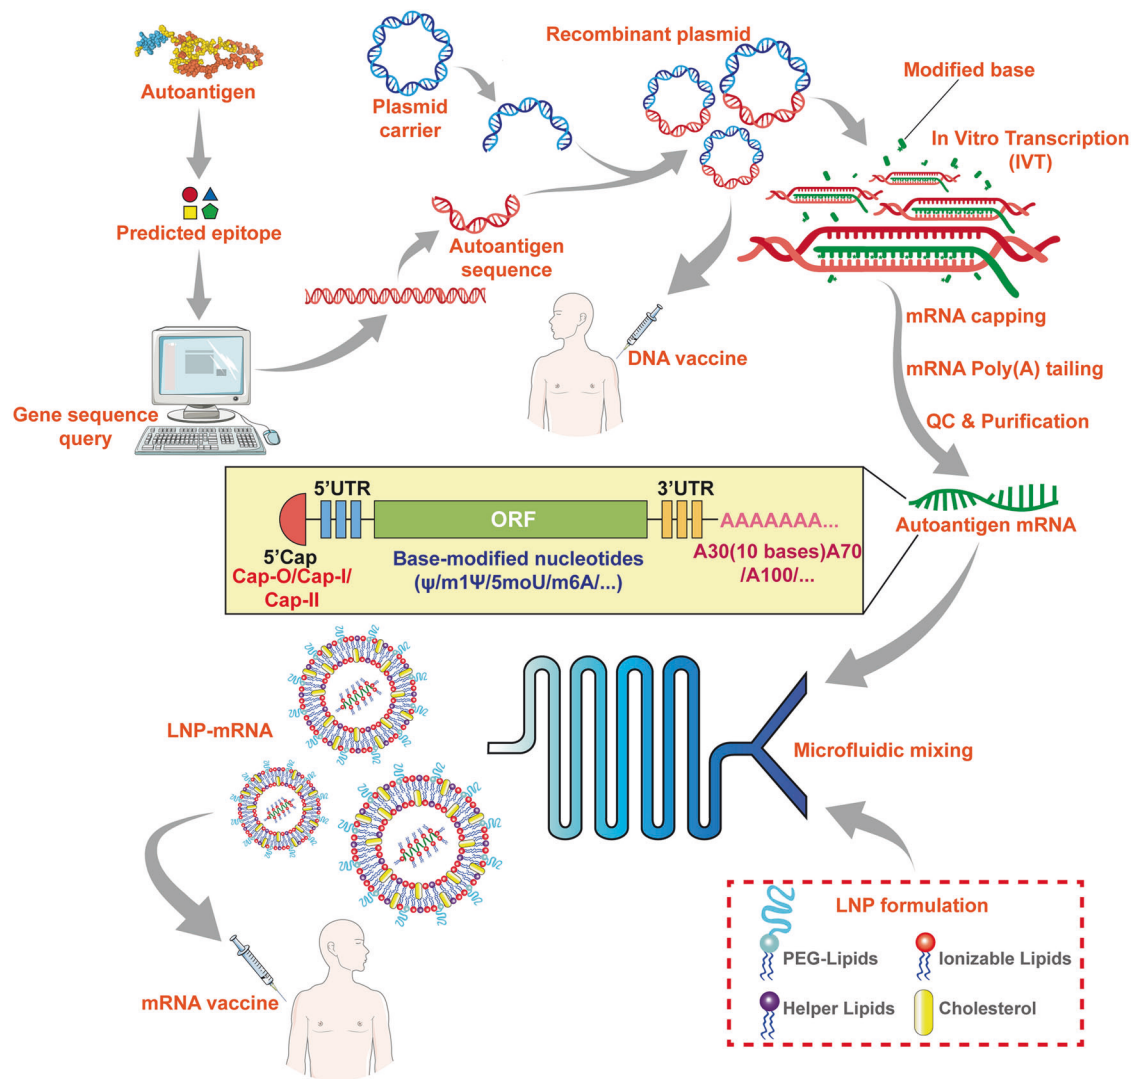 Autoantigen
Predicted epitope
Gene sequence
query
Plasmid
carrier
Autoantigen
sequence
Recombinant plasmid
DNA vaccine
Modified base
In Vitro Transcription
(IVT)
mRNA capping
mRNA Poly(A) tailing
QC & Purification
Autoantigen mRNA
5’UTR
3’UTR
ORF
AAAAAAA...
5’Cap
Cap-O/Cap-I/
Cap-II
Base-modified nucleotides
(ψ/m1Ψ/5moU/m6A/...)
A30(10 bases)A70
/A100/...
Microfluidic mixing
LNP formulation
PEG-Lipids
Ionizable Lipids
Helper Lipids
Cholesterol
LNP-mRNA
mRNA vaccine